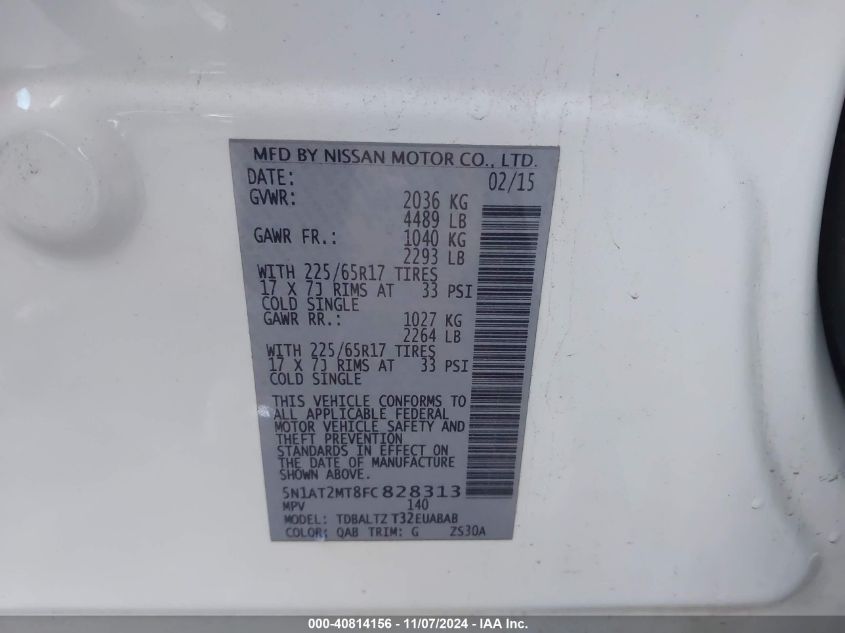 MFD BY NISSAN MOTOR CO., LTD.
DATE: 02/15
GVWR: 2036 KG
4489 LB
GAWR FR.: 1040 KG
2293 LB
WITH 225/65R17 TIRES
17 X 7J RIMS AT 33 PSI
COLD SINGLE
GAWR RR.: 1027 KG
2264 LB
WITH 225/65R17 TIRES
17 X 7J RIMS AT 33 PSI
COLD SINGLE
THIS VEHICLE CONFORMS TO
ALL APPLICABLE FEDERAL
MOTOR VEHICLE SAFETY AND
THEFT PREVENTION
STANDARDS IN EFFECT ON
THE DATE OF MANUFACTURE
SHOWN ABOVE.
5N1AT2MT8FC828313
MPV 140
MODEL: TDBALTZ T32EUABAB
COLOR: QAB TRIM: G ZS30A
000-40814156 - 11/07/2024 - IAA Inc.